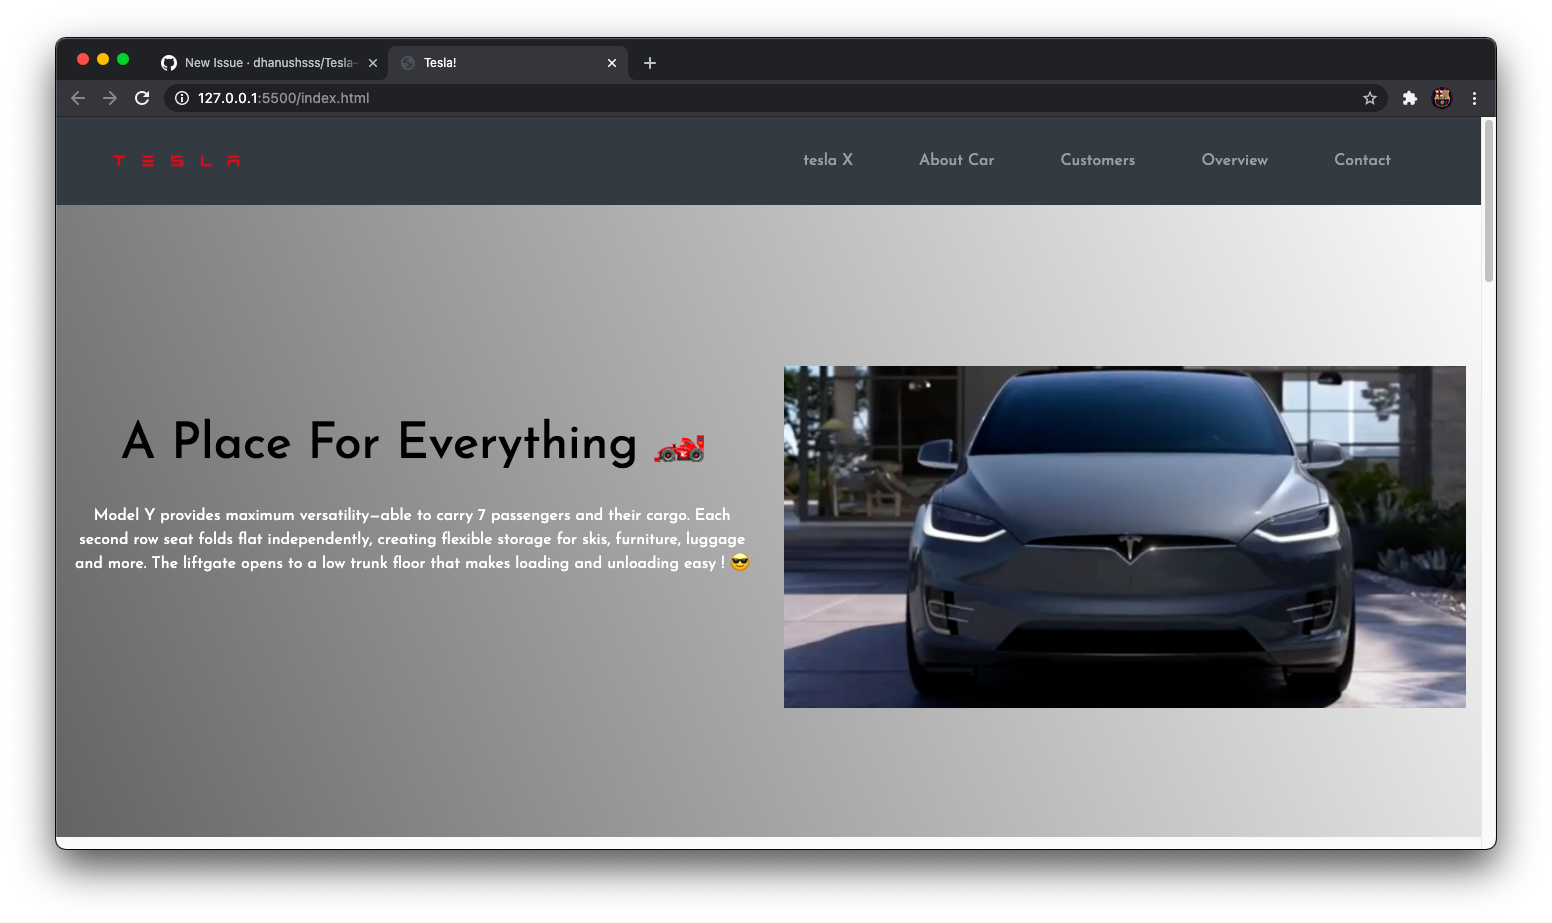 New Issue · dhanushsss/Tesla-
Tesla!
127.0.0.1:5500/index.html
TESLA
tesla X About Car Customers Overview Contact
A Place For Everything 🏎️
Model Y provides maximum versatility—able to carry 7 passengers and their cargo. Each
second row seat folds flat independently, creating flexible storage for skis, furniture, luggage
and more. The liftgate opens to a low trunk floor that makes loading and unloading easy ! 😎